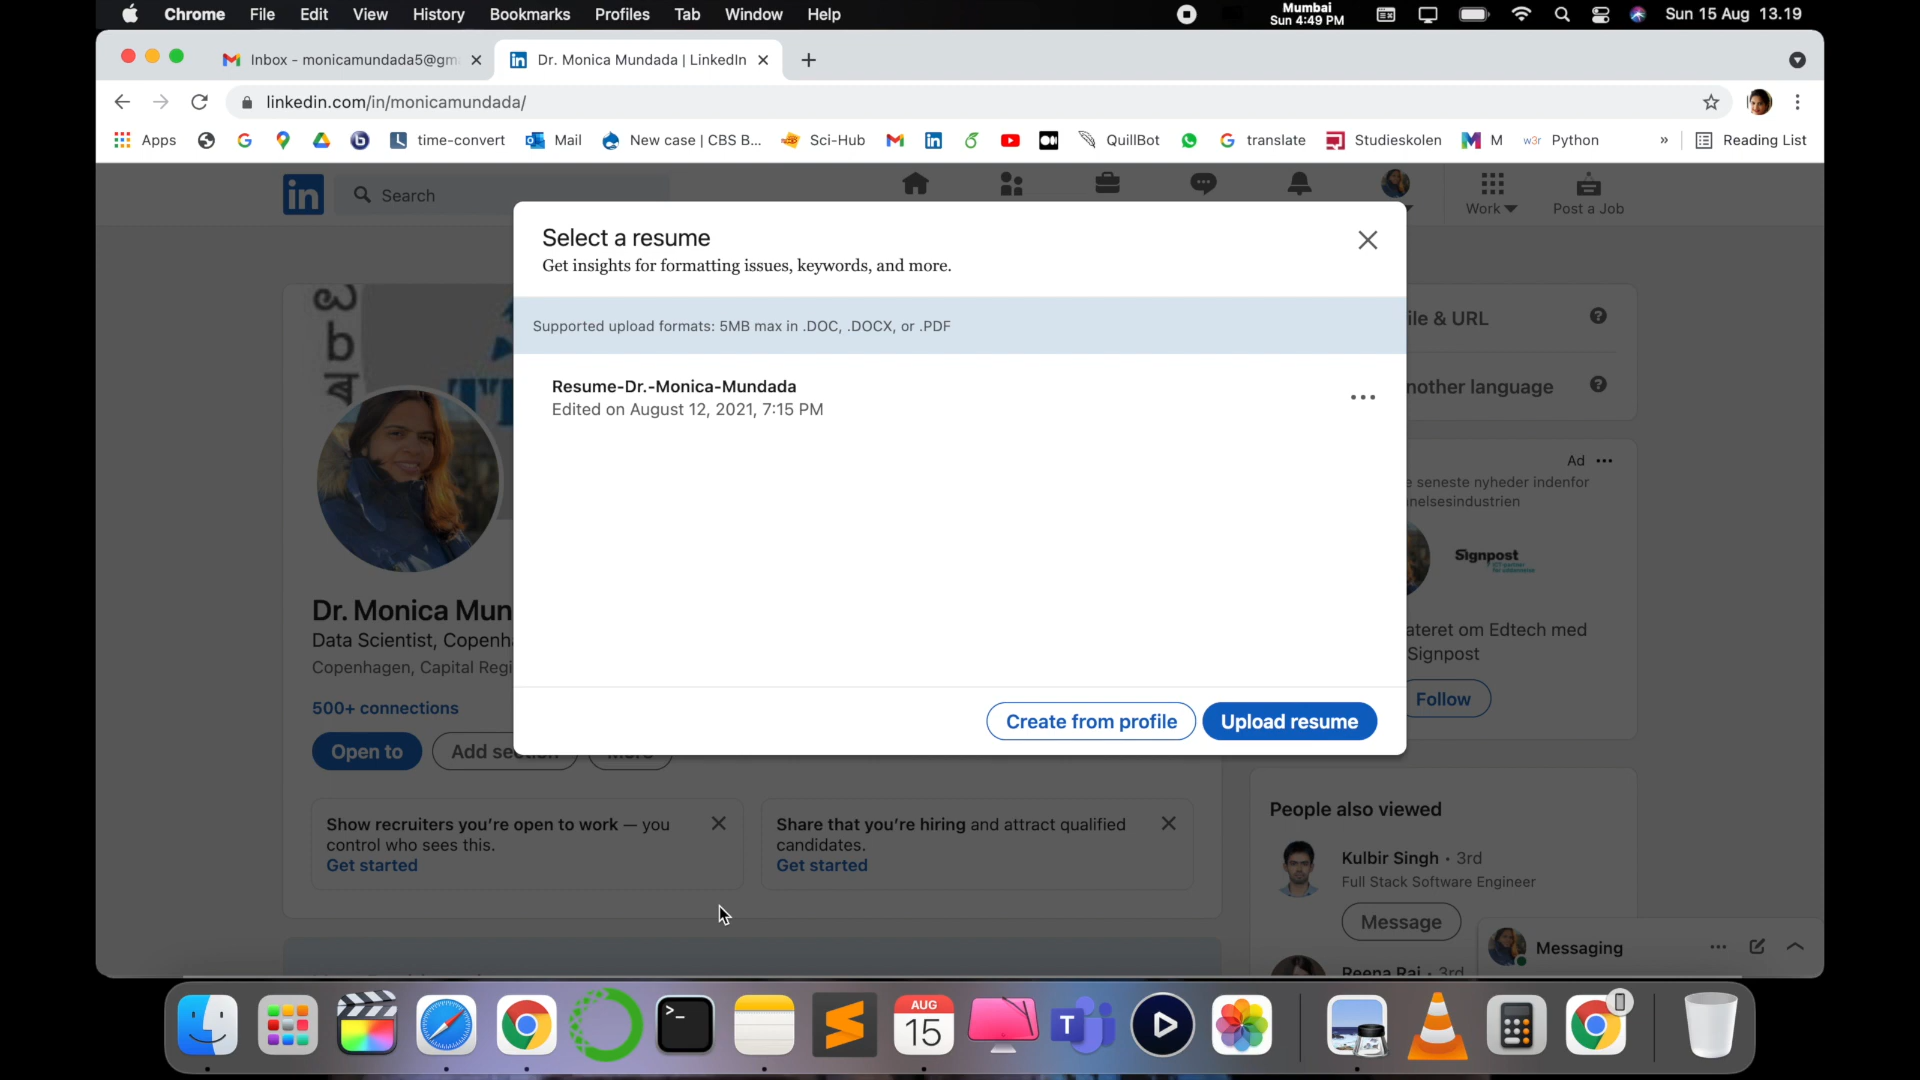 Chrome File Edit View History Bookmarks Profiles Tab Window Help
Mumbai
Sun 4:49 PM
Sun 15 Aug 13.19
Inbox - monicamundada5@gm
Dr. Monica Mundada | LinkedIn
linkedin.com/in/monicamundada/
Apps time-convert Mail New case | CBS B... Sci-Hub QuillBot translate Studieskolen M w3r Python » Reading List
in Search
Work Post a Job
Select a resume
Get insights for formatting issues, keywords, and more.
Supported upload formats: 5MB max in .DOC, .DOCX, or .PDF
Resume-Dr.-Monica-Mundada
Edited on August 12, 2021, 7:15 PM
Create from profile Upload resume
ile & URL
nother language
Ad
e seneste nyheder indenfor
nelsesindustrien
Signpost
ateret om Edtech med
Signpost
Follow
Dr. Monica Mun
Data Scientist, Copenh
Copenhagen, Capital Regi
500+ connections
Open to Add section More
Show recruiters you're open to work — you
control who sees this.
Get started
Share that you're hiring and attract qualified
candidates.
Get started
People also viewed
Kulbir Singh · 3rd
Full Stack Software Engineer
Message
Reena Rai · 3rd
Messaging
AUG
15
T